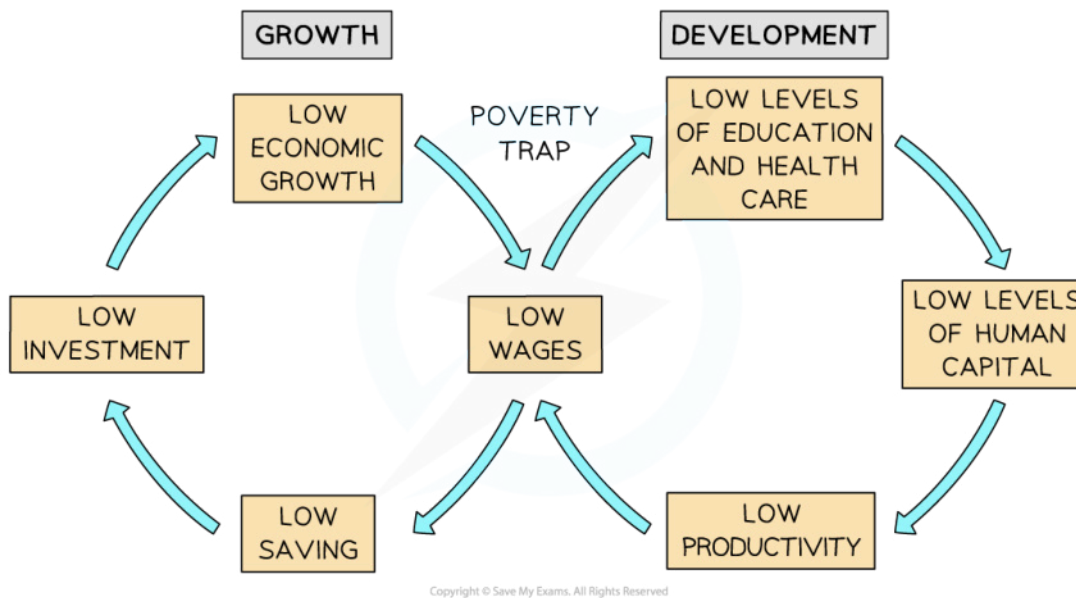 GROWTH
DEVELOPMENT
LOW
ECONOMIC
GROWTH
POVERTY
TRAP
LOW LEVELS
OF EDUCATION
AND HEALTH
CARE
LOW
INVESTMENT
LOW
WAGES
LOW LEVELS
OF HUMAN
CAPITAL
LOW
SAVING
LOW
PRODUCTIVITY
Copyright © Save My Exams. All Rights Reserved